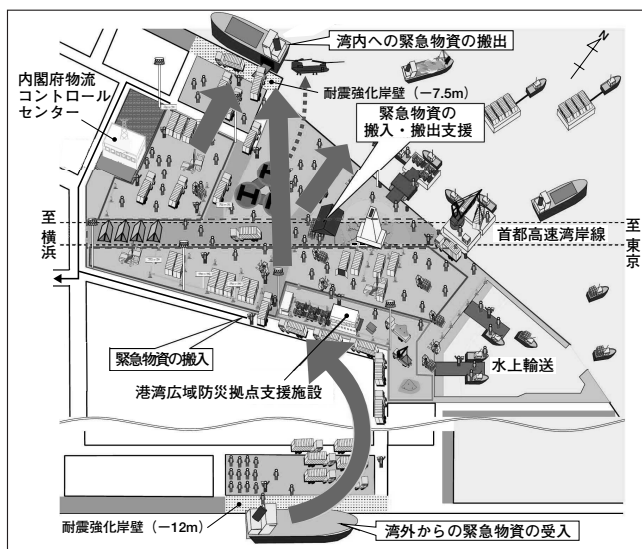 湾内への緊急物資の搬出
内閣府物流
コントロール
センター
耐震強化岸壁（－7.5m）
緊急物資の
搬入・搬出支援
N
至横浜
首都高速湾岸線
至東京
緊急物資の搬入
港湾広域防災拠点支援施設
水上輸送
耐震強化岸壁（－12m）
湾外からの緊急物資の受入